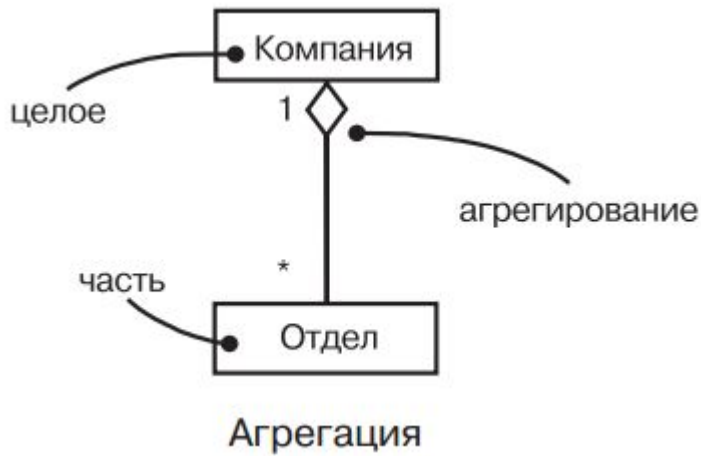 Компания
целое
1
агрегирование
*
часть
Отдел
Агрегация